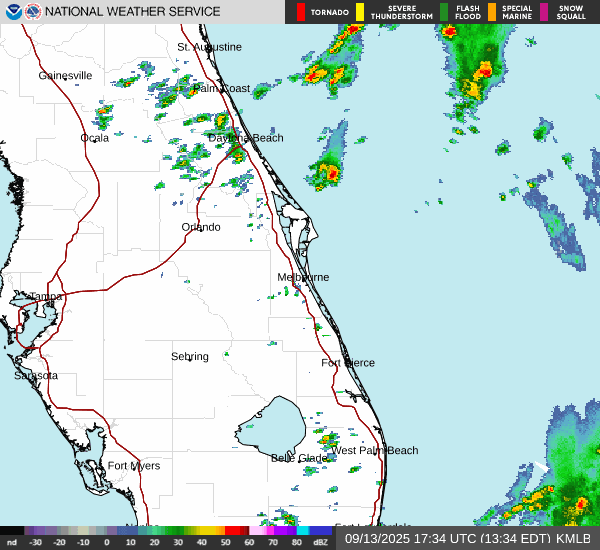 NATIONAL WEATHER SERVICE
TORNADO
SEVERE THUNDERSTORM
FLASH FLOOD
SPECIAL MARINE
SNOW SQUALL
St. Augustine
Gainesville
Palm Coast
Ocala
Daytona Beach
Orlando
Melbourne
Tampa
Sebring
Fort Pierce
Sarasota
West Palm Beach
Belle Glade
Fort Myers
nd -30 -20 -10 0 10 20 30 40 50 60 70 80 dBZ
09/13/2025 17:34 UTC (13:34 EDT) KMLB